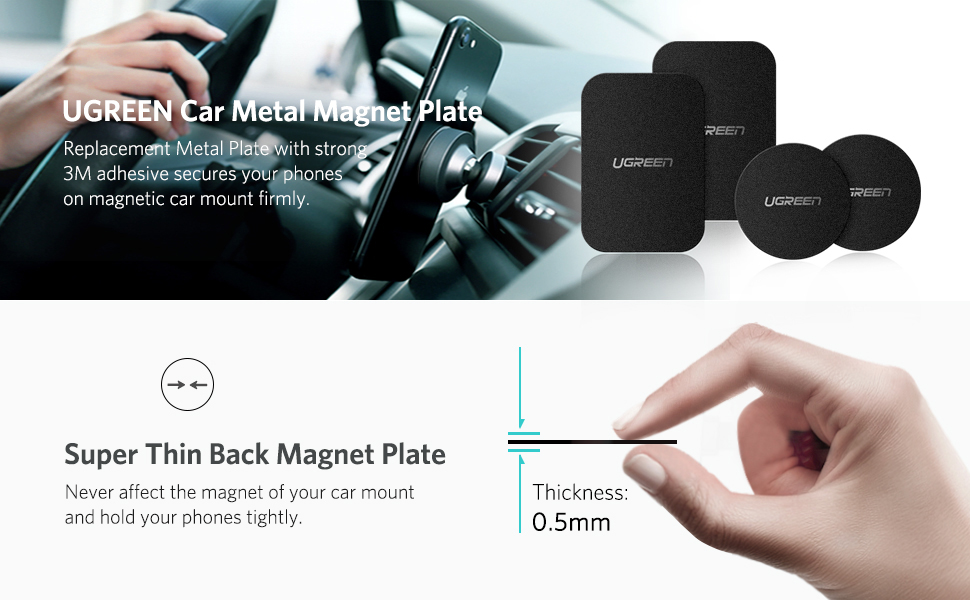 UGREEN Car Metal Magnet Plate
Replacement Metal Plate with strong
3M adhesive secures your phones
on magnetic car mount firmly.
UGREEN
UGREEN
Super Thin Back Magnet Plate
Never affect the magnet of your car mount
and hold your phones tightly.
Thickness:
0.5mm